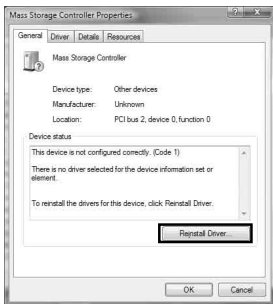 Mass Storage Controller Properties
General Driver Details Resources
Mass Storage Controller
Device type: Other devices
Manufacturer: Unknown
Location: PCI bus 2, device 0, function 0
Device status
This device is not configured correctly. (Code 1)
There is no driver selected for the device information set or
element.
To reinstall the drivers for this device, click Reinstall Driver.
Reinstall Driver...
OK Cancel